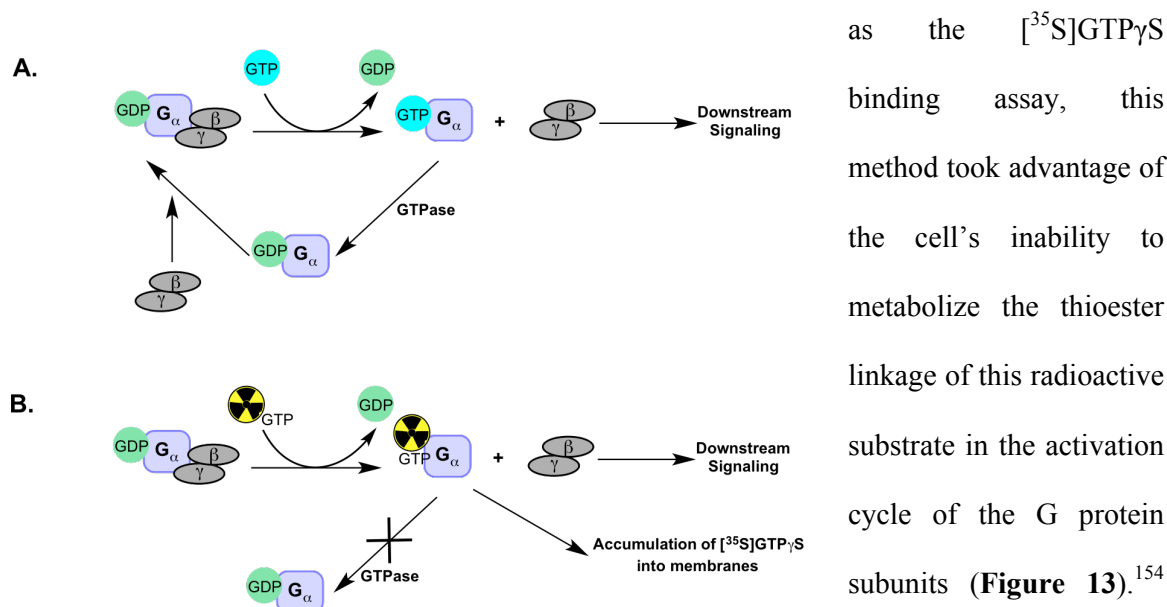 A.
GTP
GDP
GDP
Gα
β
γ
GTP
Gα
+
β
γ
Downstream
Signaling
GTPase
GDP
Gα
β
γ
B.
GTP
GDP
GDP
Gα
β
γ
GTP
Gα
+
β
γ
Downstream
Signaling
GTPase
GDP
Gα
Accumulation of [³⁵S]GTPγS
into membranes
as the [³⁵S]GTPγS
binding assay, this
method took advantage of
the cell's inability to
metabolize the thioester
linkage of this radioactive
substrate in the activation
cycle of the G protein
subunits (Figure 13).¹⁵⁴